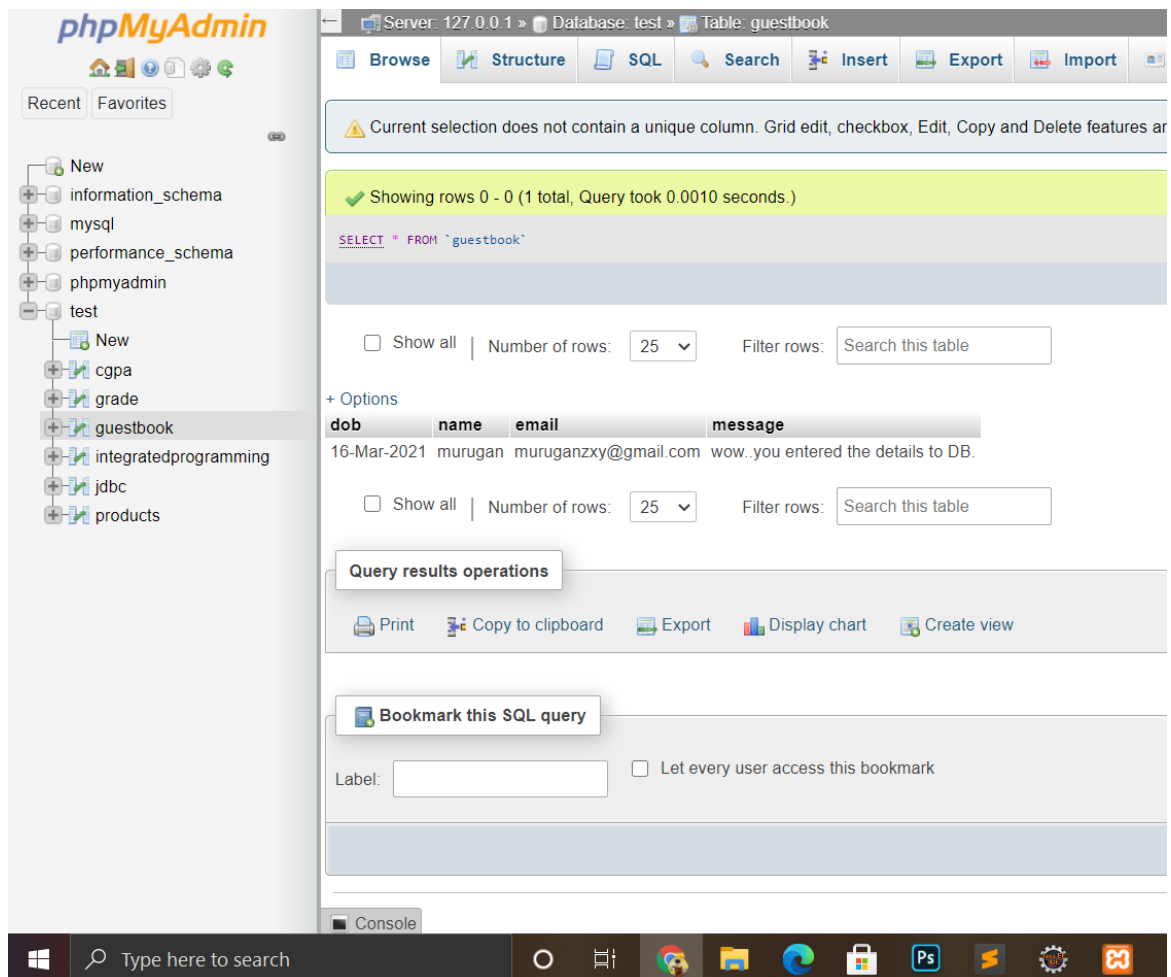 phpMyAdmin
Recent Favorites
New
information_schema
mysql
performance_schema
phpmyadmin
test
New
cgpa
grade
guestbook
integratedprogramming
jdbc
products
← Server: 127.0.0.1 » Database: test » Table: guestbook
Browse Structure SQL Search Insert Export Import
Current selection does not contain a unique column. Grid edit, checkbox, Edit, Copy and Delete features
Showing rows 0 - 0 (1 total, Query took 0.0010 seconds.)
SELECT * FROM `guestbook`
Show all | Number of rows: 25 Filter rows: Search this table
+ Options
dob name email message
16-Mar-2021 murugan muruganzxy@gmail.com wow..you entered the details to DB.
Show all | Number of rows: 25 Filter rows: Search this table
Query results operations
Print Copy to clipboard Export Display chart Create view
Bookmark this SQL query
Label: Let every user access this bookmark
Console
Type here to search Ps